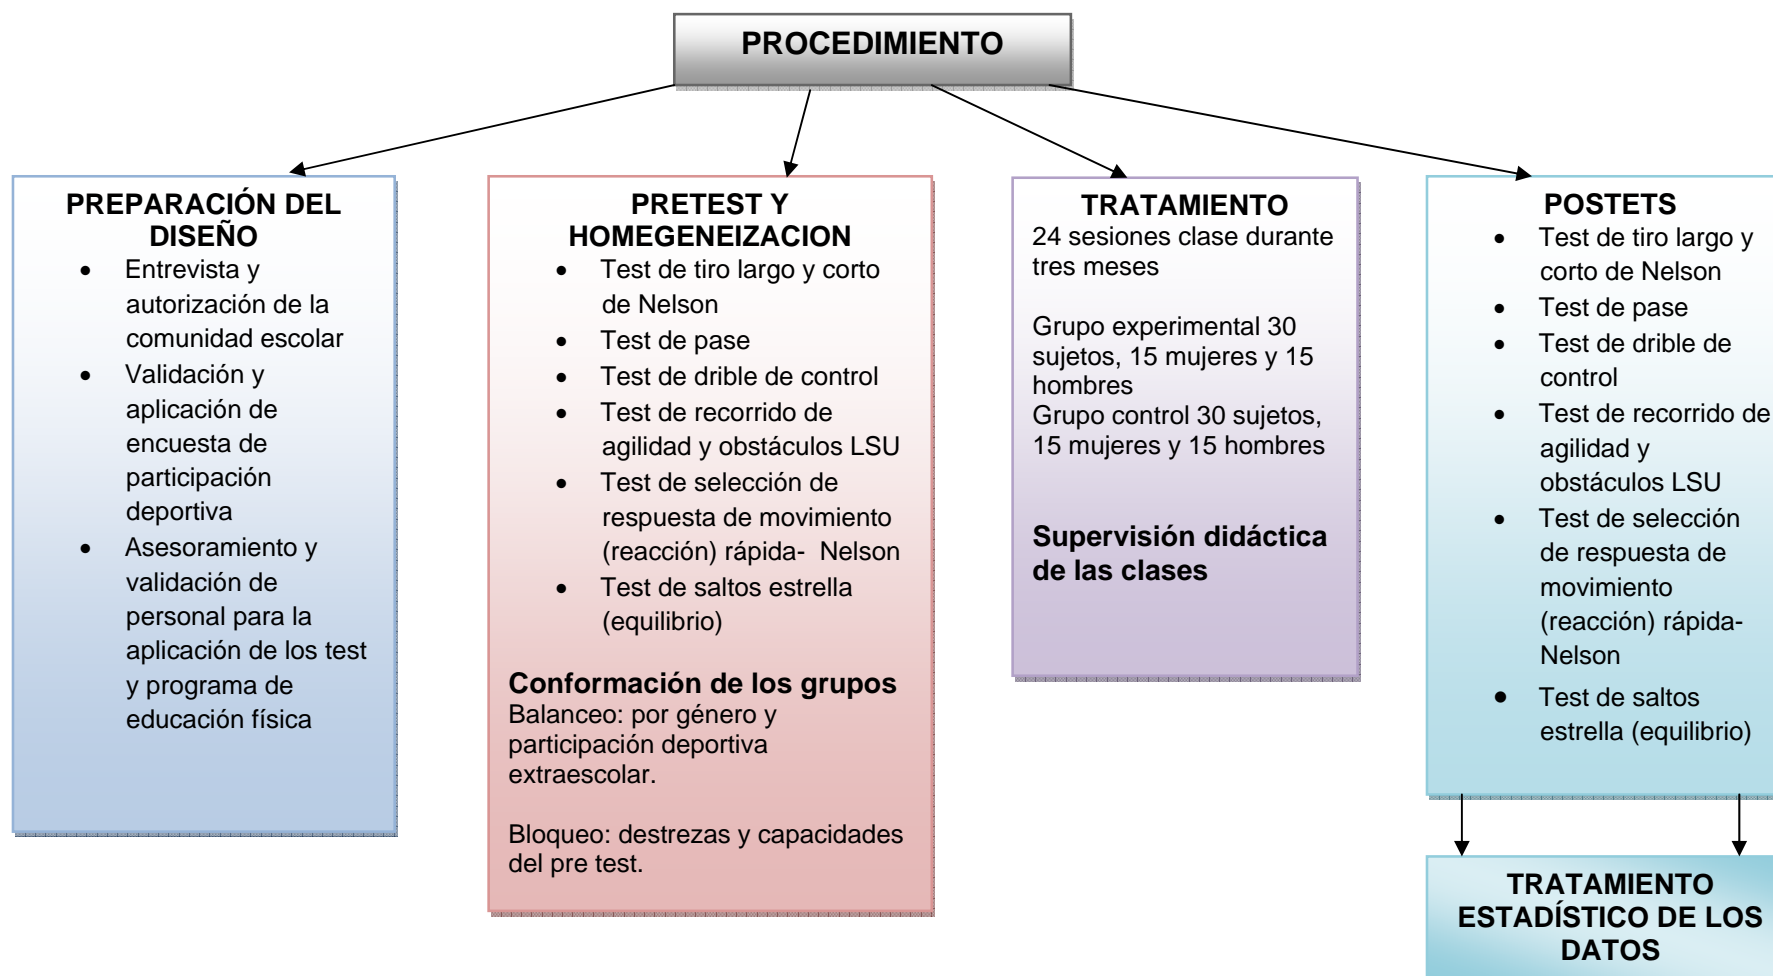 PROCEDIMIENTO
PREPARACIÓN DEL
DISEÑO
• Entrevista y
autorización de la
comunidad escolar
• Validación y
aplicación de
encuesta de
participación
deportiva
• Asesoramiento y
validación de
personal para la
aplicación de los test
y programa de
educación física
PRETEST Y
HOMEGENEIZACION
• Test de tiro largo y corto
de Nelson
• Test de pase
• Test de drible de control
• Test de recorrido de
agilidad y obstáculos LSU
• Test de selección de
respuesta de movimiento
(reacción) rápida- Nelson
• Test de saltos estrella
(equilibrio)
Conformación de los grupos
Balanceo: por género y
participación deportiva
extraescolar.
Bloqueo: destrezas y capacidades
del pre test.
TRATAMIENTO
24 sesiones clase durante
tres meses
Grupo experimental 30
sujetos, 15 mujeres y 15
hombres
Grupo control 30 sujetos,
15 mujeres y 15 hombres
Supervisión didáctica
de las clases
POSTETS
• Test de tiro largo y
corto de Nelson
• Test de pase
• Test de drible de
control
• Test de recorrido de
agilidad y
obstáculos LSU
• Test de selección
de respuesta de
movimiento
(reacción) rápida-
Nelson
• Test de saltos
estrella (equilibrio)
TRATAMIENTO
ESTADÍSTICO DE LOS
DATOS